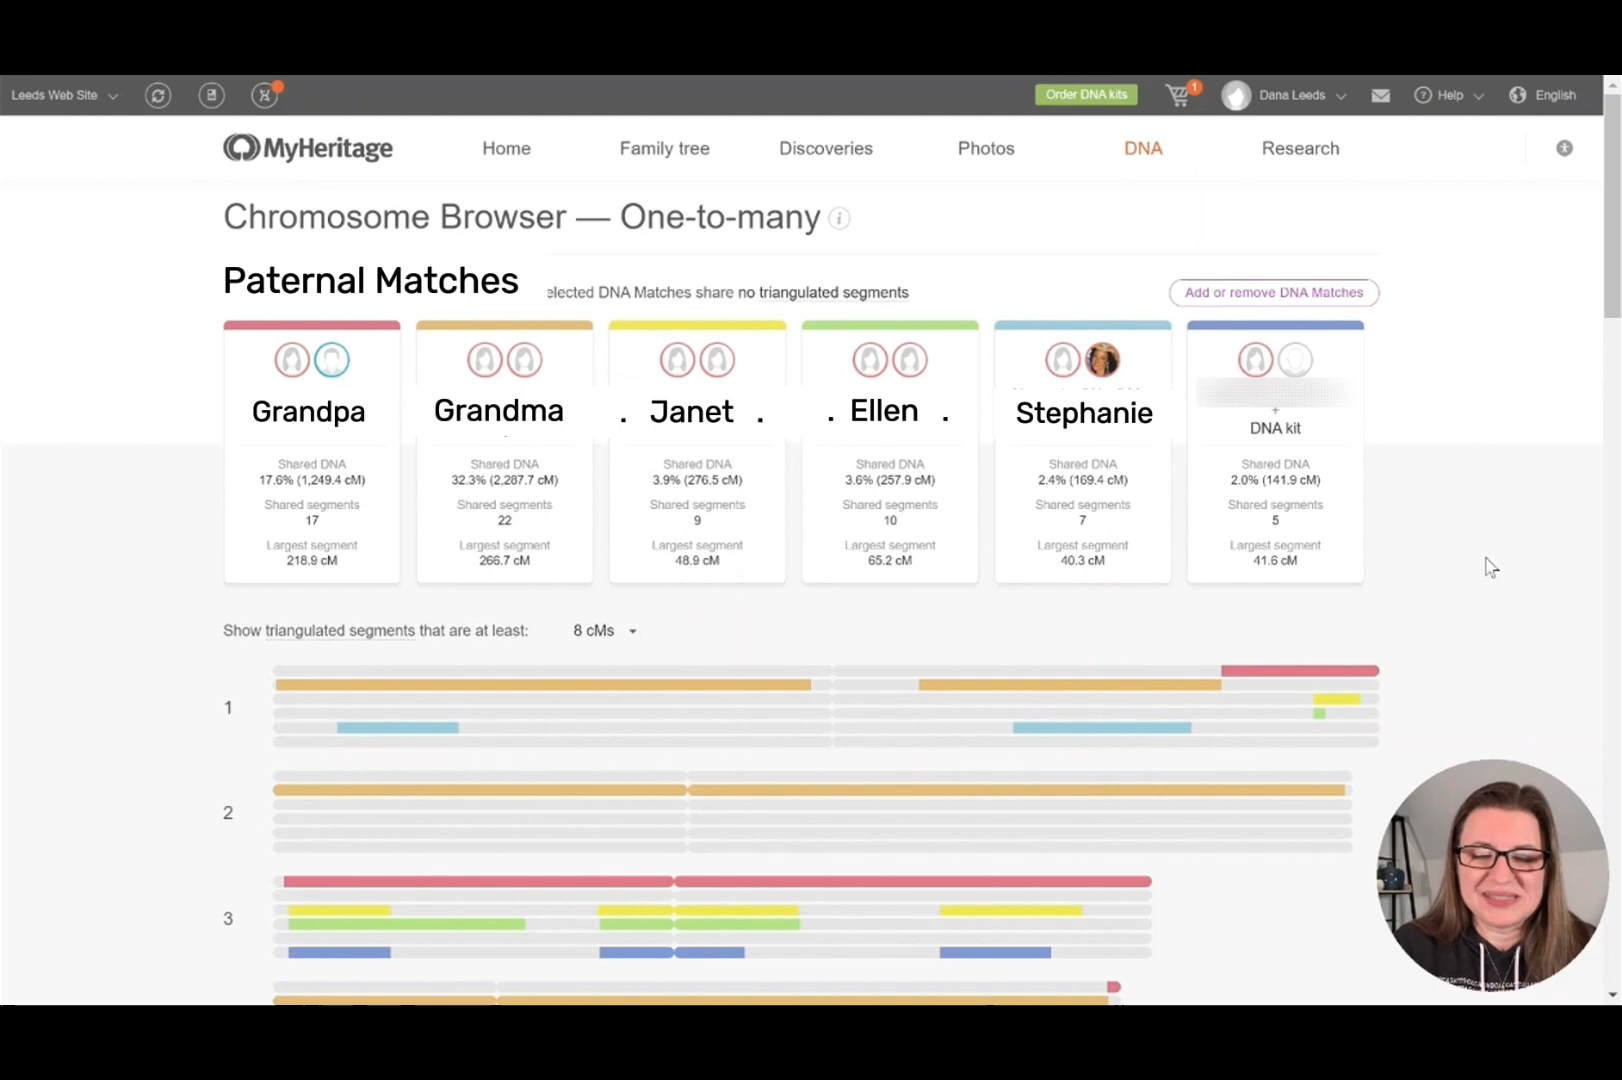 Leeds Web Site
Order DNA kits
1
Dana Leeds
? Help
English
MyHeritage
Home
Family tree
Discoveries
Photos
DNA
Research
Chromosome Browser — One-to-many i
Paternal Matches
elected DNA Matches share no triangulated segments
Add or remove DNA Matches
Grandpa
Shared DNA
17.6% (1,249.4 cM)
Shared segments
17
Largest segment
218.9 cM
Grandma
Shared DNA
32.3% (2,287.7 cM)
Shared segments
22
Largest segment
266.7 cM
. Janet .
Shared DNA
3.9% (276.5 cM)
Shared segments
9
Largest segment
48.9 cM
. Ellen .
Shared DNA
3.6% (257.9 cM)
Shared segments
10
Largest segment
65.2 cM
Stephanie
Shared DNA
2.4% (169.4 cM)
Shared segments
7
Largest segment
40.3 cM
+
DNA kit
Shared DNA
2.0% (141.9 cM)
Shared segments
5
Largest segment
41.6 cM
Show triangulated segments that are at least: 8 cMs
1
2
3